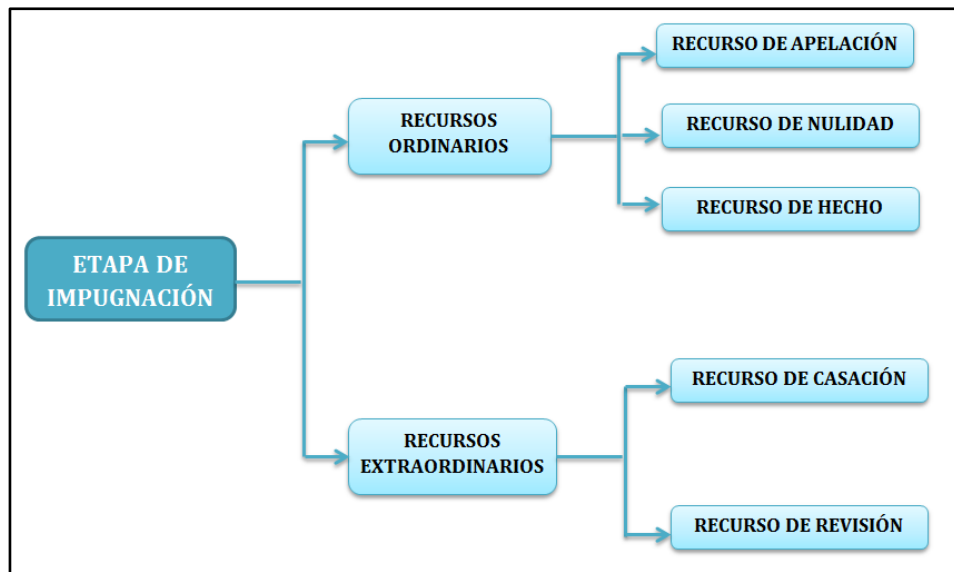 ETAPA DE
IMPUGNACIÓN
RECURSOS
ORDINARIOS
RECURSO DE APELACIÓN
RECURSO DE NULIDAD
RECURSO DE HECHO
RECURSOS
EXTRAORDINARIOS
RECURSO DE CASACIÓN
RECURSO DE REVISIÓN